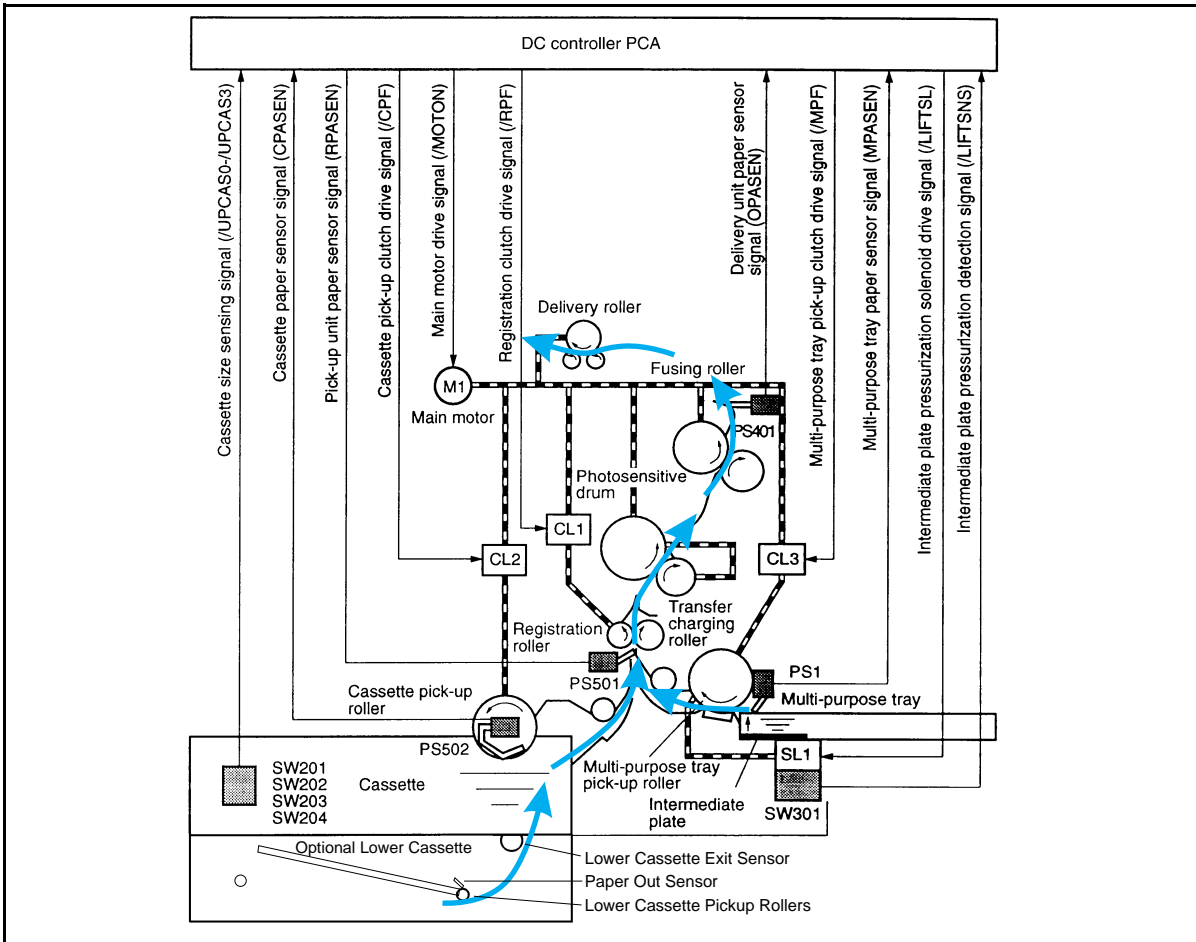 DC controller PCA
Cassette size sensing signal (/UPCAS0-/UPCAS3)
Cassette paper sensor signal (CPASEN)
Pick-up unit paper sensor signal (RPASEN)
Cassette pick-up clutch drive signal (/CPF)
Main motor drive signal (/MOTON)
Registration clutch drive signal (/RPF)
Delivery unit paper sensor
signal (OPASEN)
Multi-purpose tray pick-up clutch drive signal (/MPF)
Multi-purpose tray paper sensor signal (MPASEN)
Intermediate plate pressurization solenoid drive signal (/LIFTSL)
Intermediate plate pressurization detection signal (/LIFTSNS)
Delivery roller
Fusing roller
M1
Main motor
PS401
Photosensitive
drum
CL1
CL2
CL3
Transfer
charging
roller
Registration
roller
PS501
PS1
Multi-purpose tray
Cassette pick-up
roller
PS502
SW201
SW202
SW203
SW204
Cassette
Multi-purpose tray
pick-up roller
SL1
Intermediate
plate
SW301
Optional Lower Cassette
Lower Cassette Exit Sensor
Paper Out Sensor
Lower Cassette Pickup Rollers